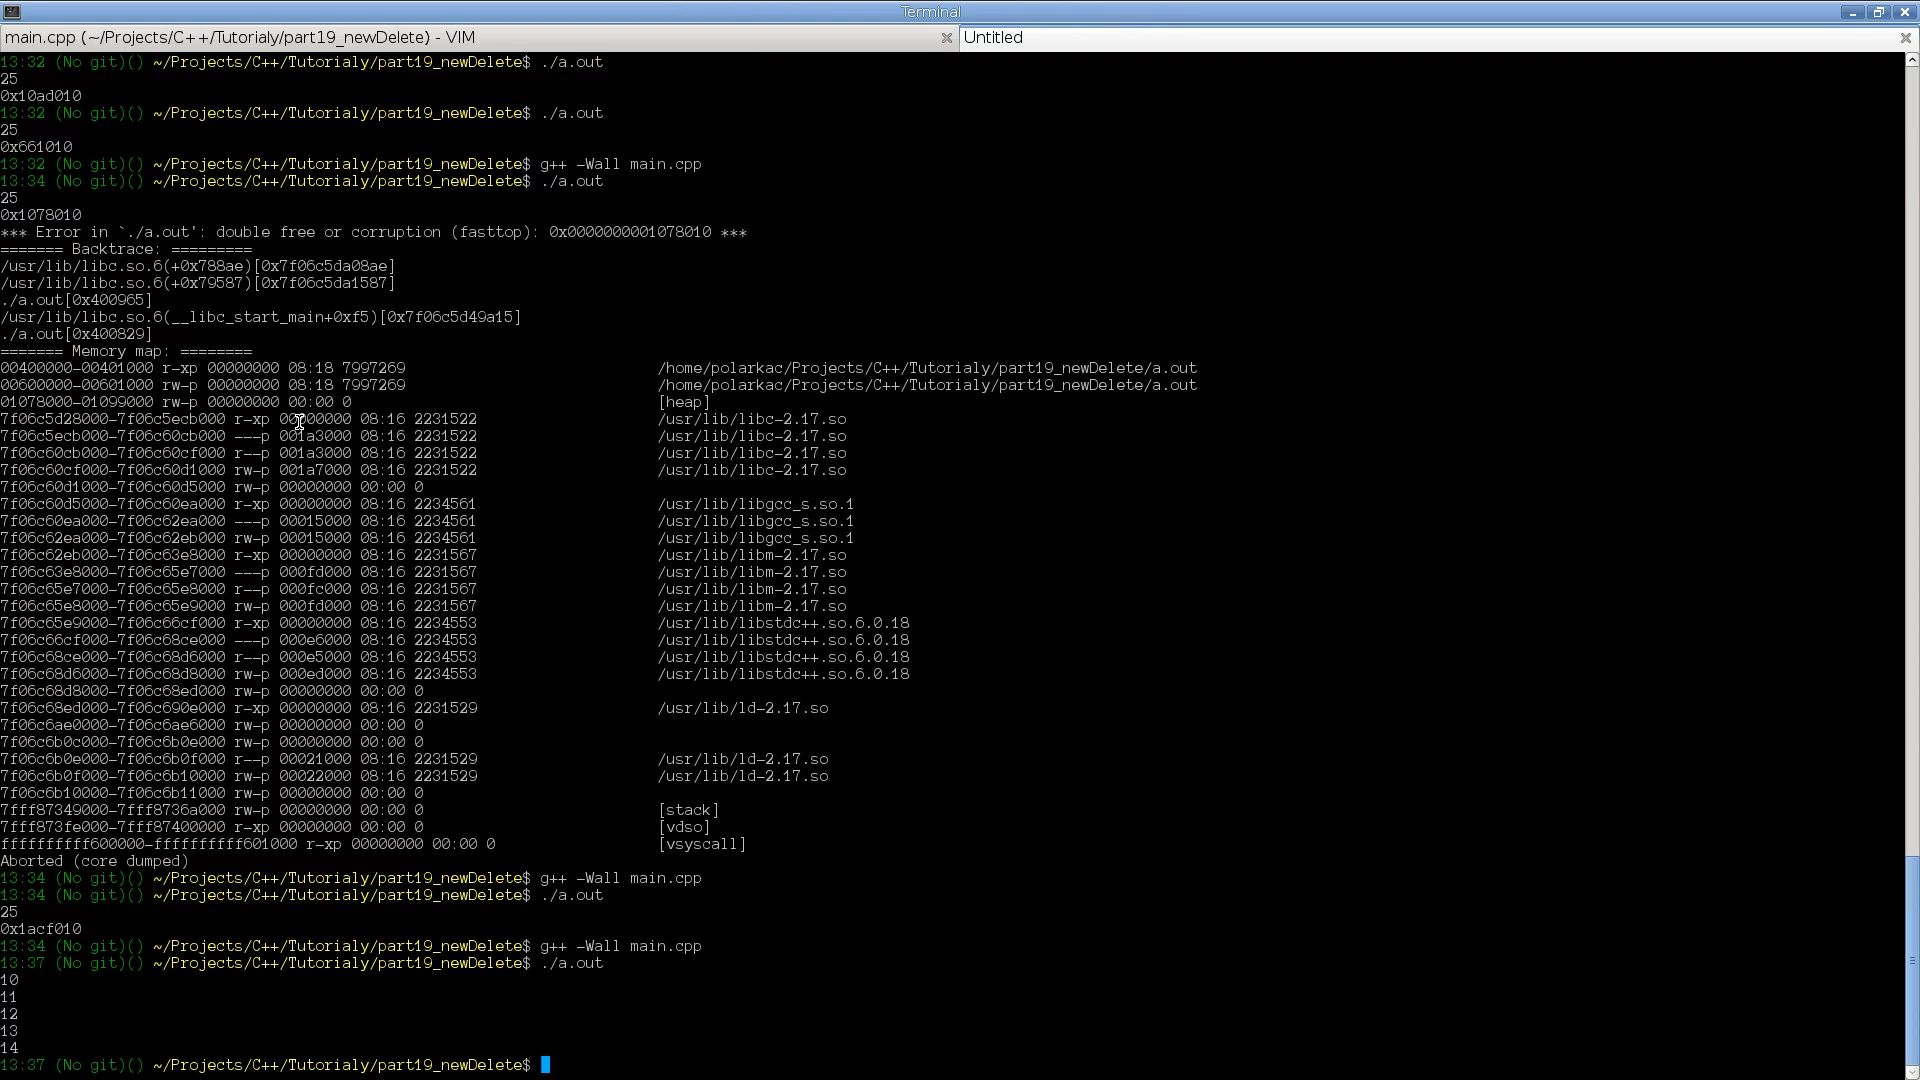 Terminal
main.cpp (~/Projects/C++/Tutorialy/part19_newDelete) - VIM
Untitled
13:32 (No git)() ~/Projects/C++/Tutorialy/part19_newDelete$ ./a.out
25
0x10ad010
13:32 (No git)() ~/Projects/C++/Tutorialy/part19_newDelete$ ./a.out
25
0x661010
13:32 (No git)() ~/Projects/C++/Tutorialy/part19_newDelete$ g++ -Wall main.cpp
13:34 (No git)() ~/Projects/C++/Tutorialy/part19_newDelete$ ./a.out
25
0x1078010
*** Error in `./a.out': double free or corruption (fasttop): 0x0000000001078010 ***
======= Backtrace: =========
/usr/lib/libc.so.6(+0x788ae)[0x7f06c5da08ae]
/usr/lib/libc.so.6(+0x79587)[0x7f06c5da1587]
./a.out[0x400965]
/usr/lib/libc.so.6(__libc_start_main+0xf5)[0x7f06c5d49a15]
./a.out[0x400829]
======= Memory map: ========
00400000-00401000 r-xp 00000000 08:18 7997269 /home/polarkac/Projects/C++/Tutorialy/part19_newDelete/a.out
00600000-00601000 rw-p 00000000 08:18 7997269 /home/polarkac/Projects/C++/Tutorialy/part19_newDelete/a.out
01078000-01099000 rw-p 00000000 00:00 0 [heap]
7f06c5d28000-7f06c5ecb000 r-xp 00000000 08:16 2231522 /usr/lib/libc-2.17.so
7f06c5ecb000-7f06c60cb000 ---p 001a3000 08:16 2231522 /usr/lib/libc-2.17.so
7f06c60cb000-7f06c60cf000 r--p 001a3000 08:16 2231522 /usr/lib/libc-2.17.so
7f06c60cf000-7f06c60d1000 rw-p 001a7000 08:16 2231522 /usr/lib/libc-2.17.so
7f06c60d1000-7f06c60d5000 rw-p 00000000 00:00 0
7f06c60d5000-7f06c60ea000 r-xp 00000000 08:16 2234561 /usr/lib/libgcc_s.so.1
7f06c60ea000-7f06c62ea000 ---p 00015000 08:16 2234561 /usr/lib/libgcc_s.so.1
7f06c62ea000-7f06c62eb000 rw-p 00015000 08:16 2234561 /usr/lib/libgcc_s.so.1
7f06c62eb000-7f06c63e8000 r-xp 00000000 08:16 2231567 /usr/lib/libm-2.17.so
7f06c63e8000-7f06c65e7000 ---p 000fd000 08:16 2231567 /usr/lib/libm-2.17.so
7f06c65e7000-7f06c65e8000 r--p 000fc000 08:16 2231567 /usr/lib/libm-2.17.so
7f06c65e8000-7f06c65e9000 rw-p 000fd000 08:16 2231567 /usr/lib/libm-2.17.so
7f06c65e9000-7f06c66cf000 r-xp 00000000 08:16 2234553 /usr/lib/libstdc++.so.6.0.18
7f06c66cf000-7f06c68ce000 ---p 000e6000 08:16 2234553 /usr/lib/libstdc++.so.6.0.18
7f06c68ce000-7f06c68d6000 r--p 000e5000 08:16 2234553 /usr/lib/libstdc++.so.6.0.18
7f06c68d6000-7f06c68d8000 rw-p 000ed000 08:16 2234553 /usr/lib/libstdc++.so.6.0.18
7f06c68d8000-7f06c68ed000 rw-p 00000000 00:00 0
7f06c68ed000-7f06c690e000 r-xp 00000000 08:16 2231529 /usr/lib/ld-2.17.so
7f06c6ae0000-7f06c6ae6000 rw-p 00000000 00:00 0
7f06c6b0c000-7f06c6b0e000 rw-p 00000000 00:00 0
7f06c6b0e000-7f06c6b0f000 r--p 00021000 08:16 2231529 /usr/lib/ld-2.17.so
7f06c6b0f000-7f06c6b10000 rw-p 00022000 08:16 2231529 /usr/lib/ld-2.17.so
7f06c6b10000-7f06c6b11000 rw-p 00000000 00:00 0
7fff87349000-7fff8736a000 rw-p 00000000 00:00 0 [stack]
7fff873fe000-7fff87400000 r-xp 00000000 00:00 0 [vdso]
ffffffffff600000-ffffffffff601000 r-xp 00000000 00:00 0 [vsyscall]
Aborted (core dumped)
13:34 (No git)() ~/Projects/C++/Tutorialy/part19_newDelete$ g++ -Wall main.cpp
13:34 (No git)() ~/Projects/C++/Tutorialy/part19_newDelete$ ./a.out
25
0x1acf010
13:34 (No git)() ~/Projects/C++/Tutorialy/part19_newDelete$ g++ -Wall main.cpp
13:37 (No git)() ~/Projects/C++/Tutorialy/part19_newDelete$ ./a.out
10
11
12
13
14
13:37 (No git)() ~/Projects/C++/Tutorialy/part19_newDelete$